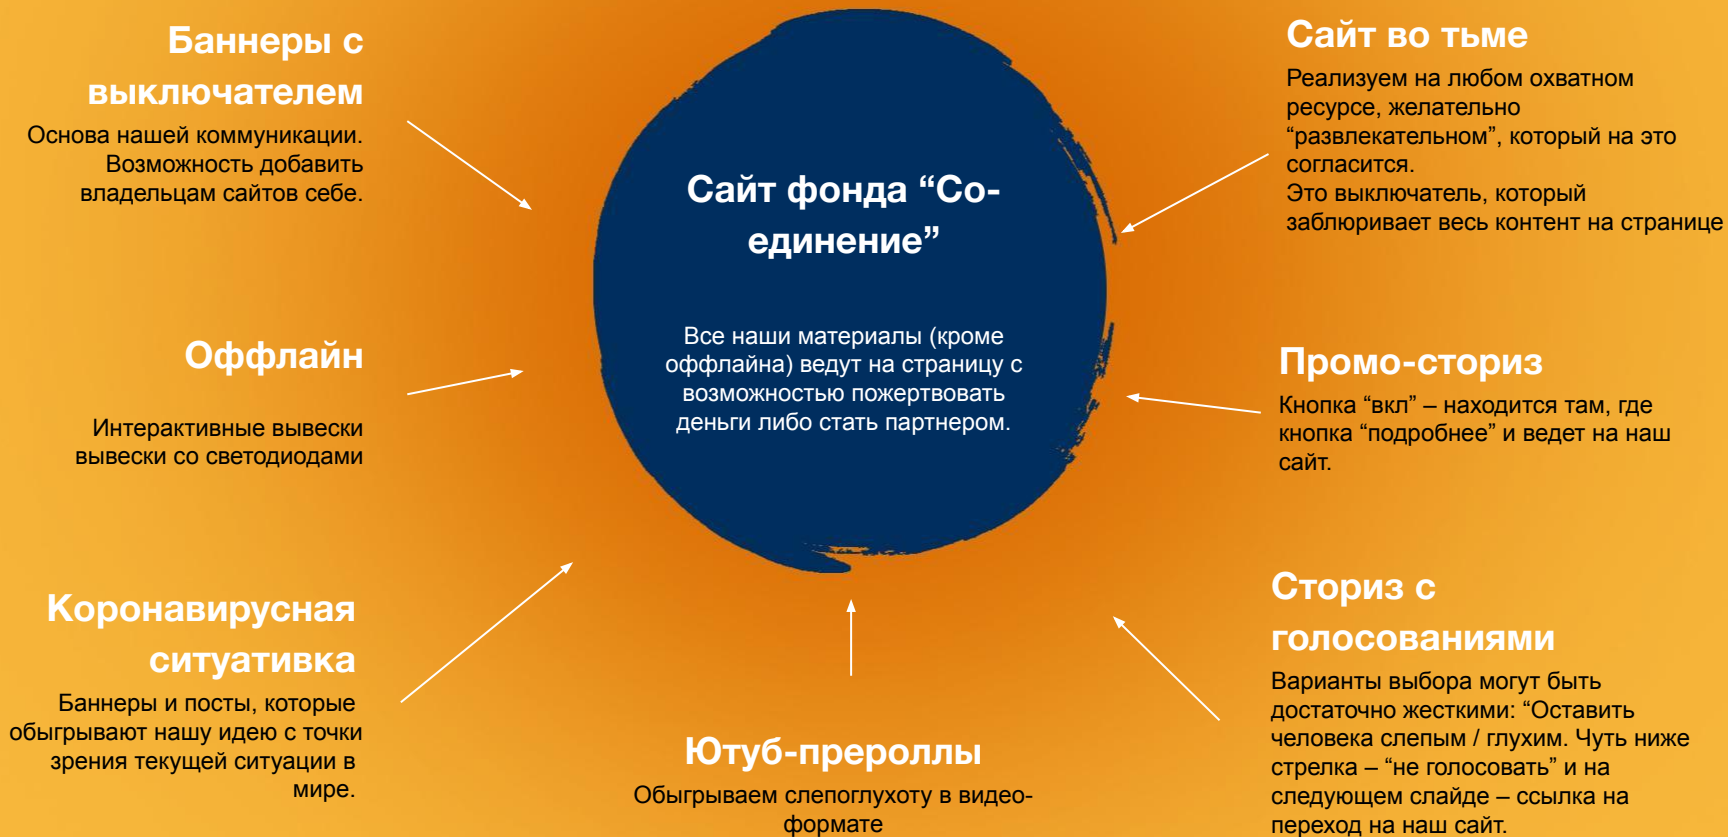 Баннеры с
выключателем
Основа нашей коммуникации.
Возможность добавить
владельцам сайтов себе.
Оффлайн
Интерактивные вывески
вывески со светодиодами
Коронавирусная
ситуативка
Баннеры и посты, которые
обыгрывают нашу идею с точки
зрения текущей ситуации в
мире.
Сайт фонда “Со-
единение”
Все наши материалы (кроме
оффлайна) ведут на страницу с
возможностью пожертвовать
деньги либо стать партнером.
Ютуб-прероллы
Обыгрываем слепоглухоту в видео-
формате
Сайт во тьме
Реализуем на любом охватном
ресурсе, желательно
“развлекательном”, который на это
согласится.
Это выключатель, который
заблюривает весь контент на странице
Промо-сториз
Кнопка “вкл” – находится там, где
кнопка “подробнее” и ведет на наш
сайт.
Сториз с
голосованиями
Варианты выбора могут быть
достаточно жесткими: “Оставить
человека слепым / глухим. Чуть ниже
стрелка – “не голосовать” и на
следующем слайде – ссылка на
переход на наш сайт.